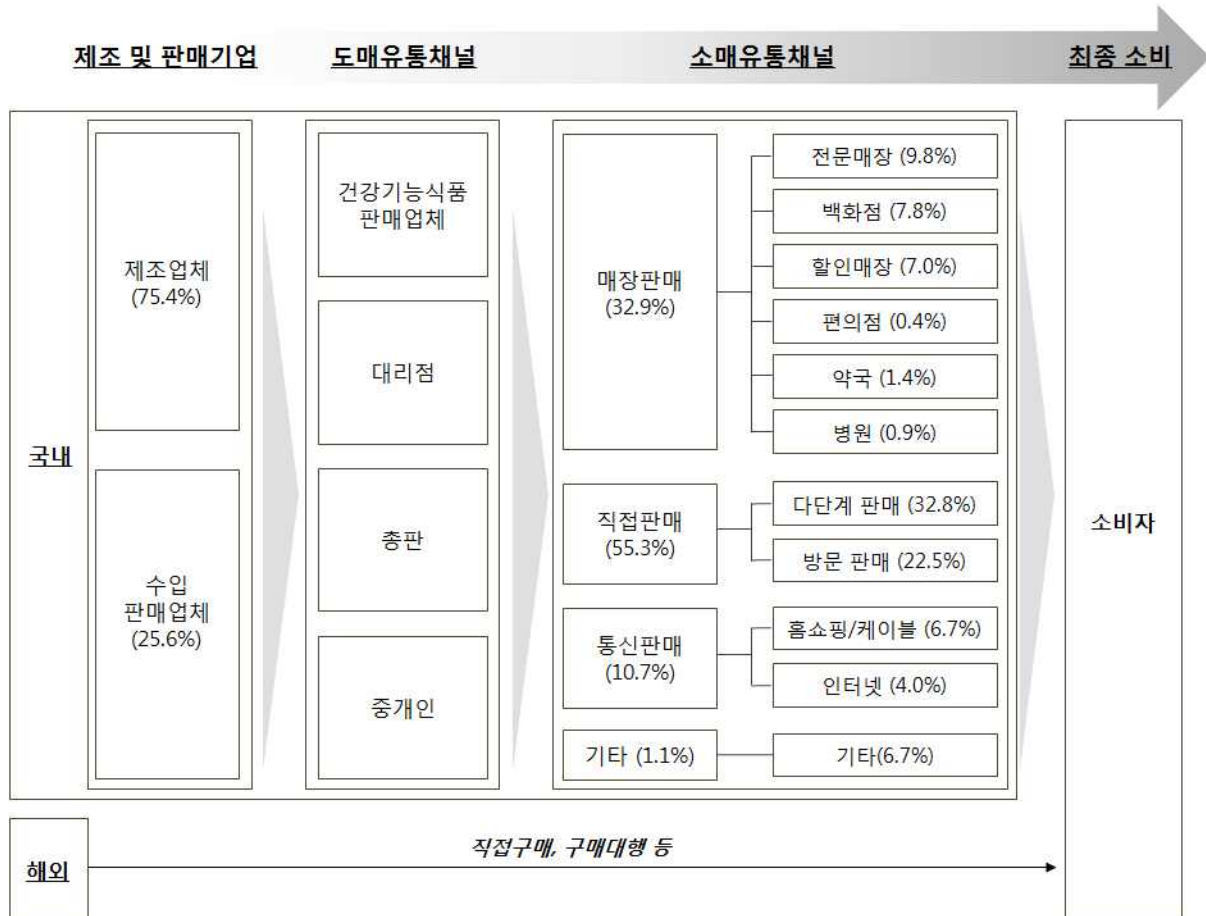 제조 및 판매기업
도매유통채널
소매유통채널
최종 소비
국내
제조업체
(75.4%)
수입
판매업체
(25.6%)
건강기능식품
판매업체
대리점
총판
중개인
매장판매
(32.9%)
전문매장 (9.8%)
백화점 (7.8%)
할인매장 (7.0%)
편의점 (0.4%)
약국 (1.4%)
병원 (0.9%)
직접판매
(55.3%)
다단계 판매 (32.8%)
방문 판매 (22.5%)
통신판매
(10.7%)
홈쇼핑/케이블 (6.7%)
인터넷 (4.0%)
기타 (1.1%)
기타(6.7%)
소비자
해외
직접구매, 구매대행 등